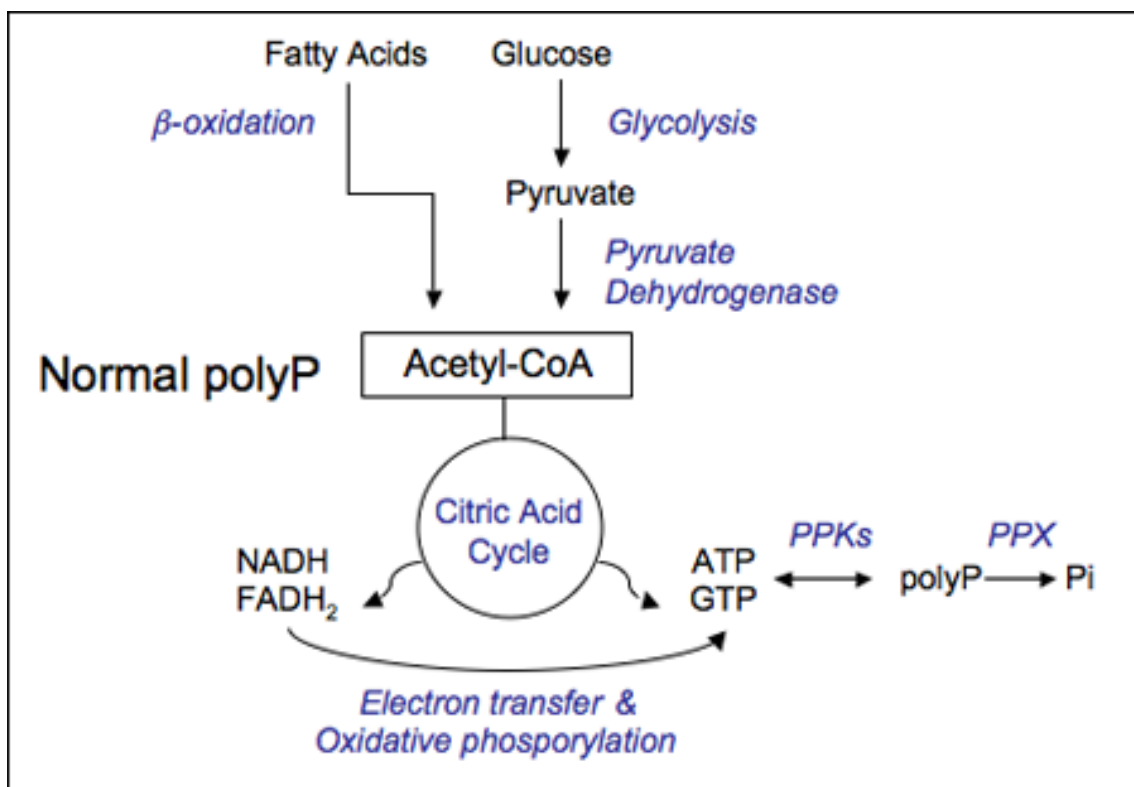 Fatty Acids
Glucose
β-oxidation
Glycolysis
Pyruvate
Pyruvate
Dehydrogenase
Normal polyP
Acetyl-CoA
Citric Acid
Cycle
NADH
FADH₂
ATP
GTP
PPKs
PPX
polyP
Pi
Electron transfer &
Oxidative phosporylation